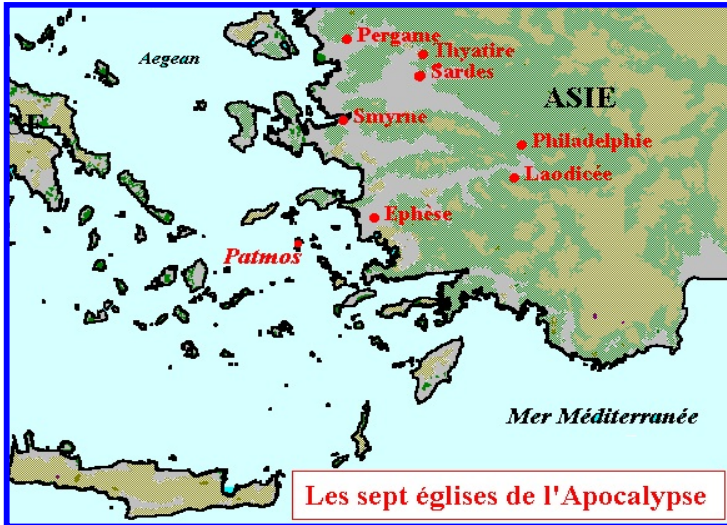 Pergame
Aegean
Thyatire
Sardes
ASIE
Smyrne
Philadelphie
Laodicée
Ephèse
Patmos
Mer Méditerranée
Les sept églises de l'Apocalypse